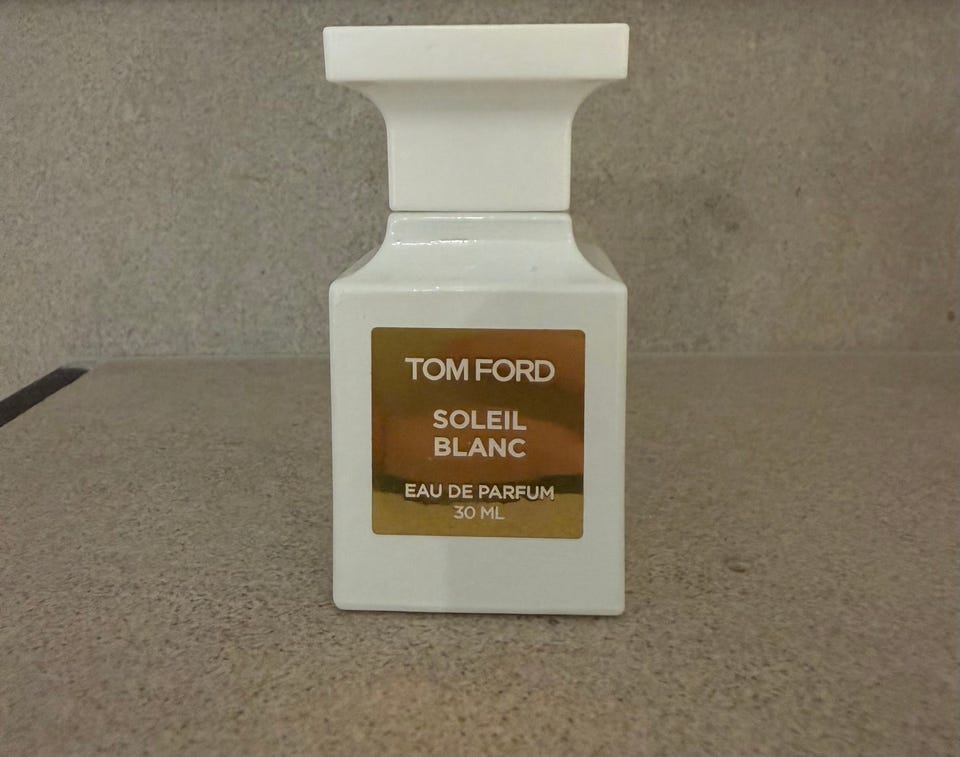 TOM FORD
SOLEIL
BLANC
EAU DE PARFUM
30 ML